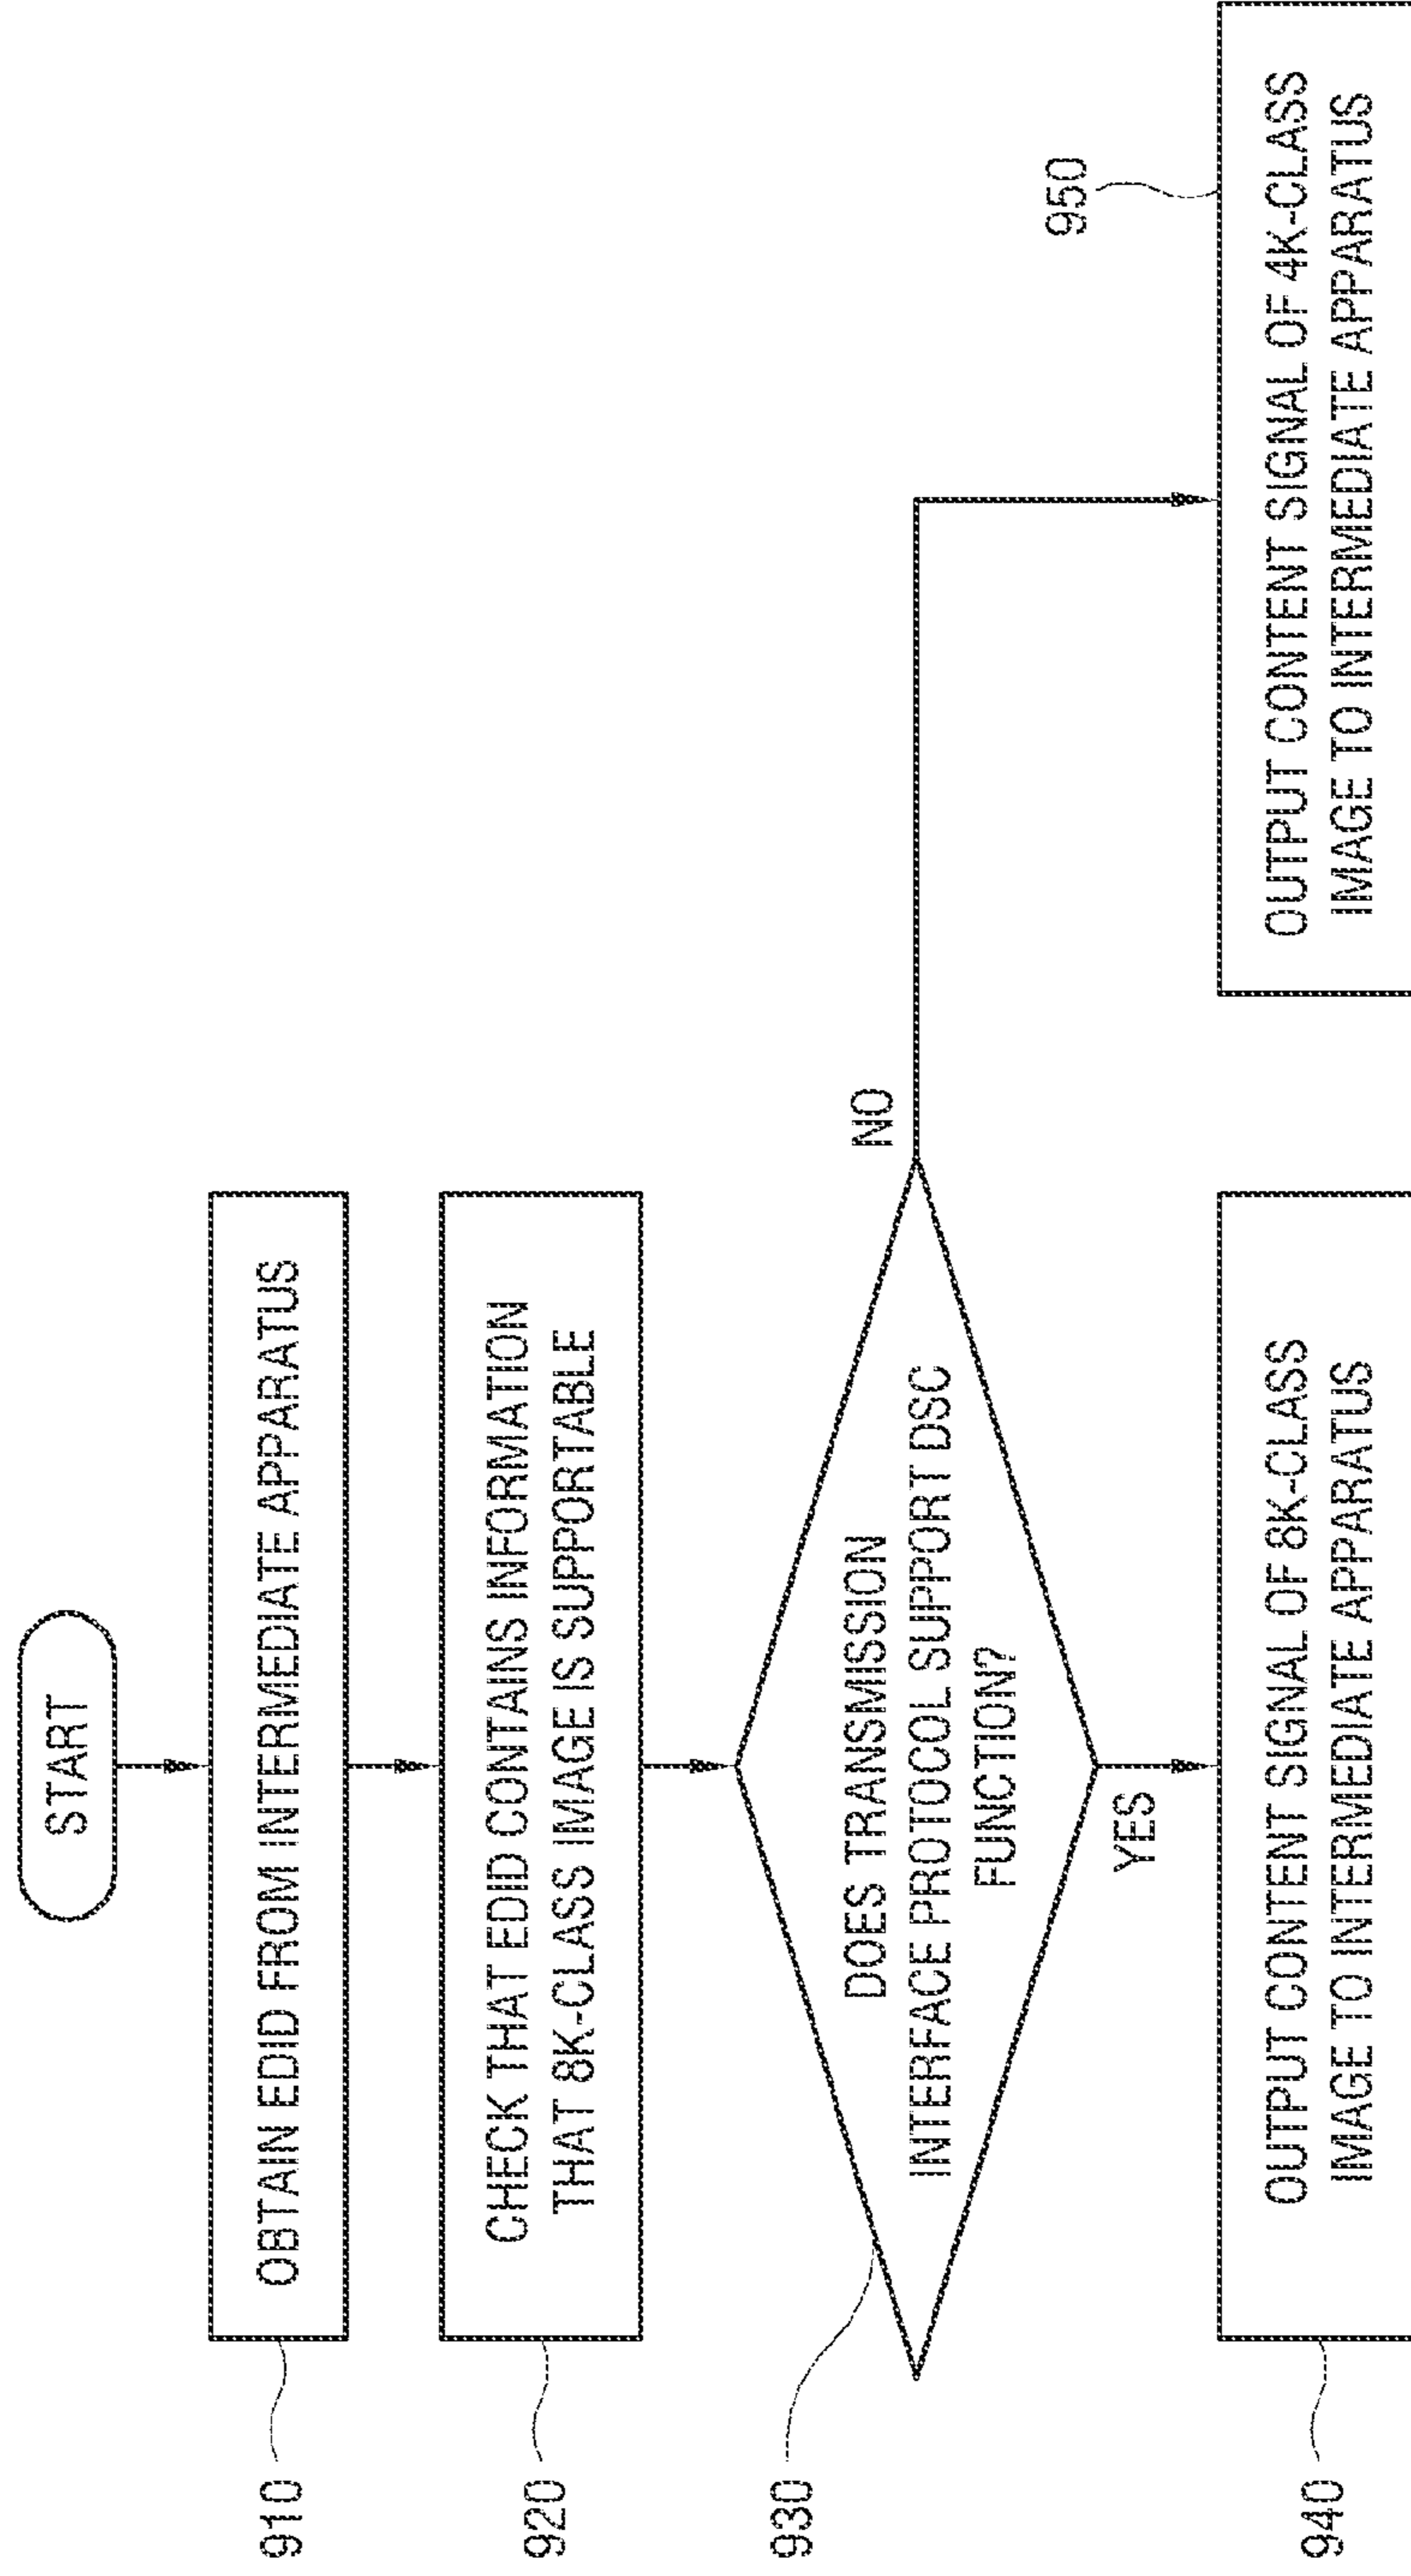 START
910
OBTAIN EDID FROM INTERMEDIATE APPARATUS
920
CHECK THAT EDID CONTAINS INFORMATION
THAT 8K-CLASS IMAGE IS SUPPORTABLE
930
DOES TRANSMISSION
INTERFACE PROTOCOL SUPPORT DSC
FUNCTION?
NO
YES
940
OUTPUT CONTENT SIGNAL OF 8K-CLASS
IMAGE TO INTERMEDIATE APPARATUS
950
OUTPUT CONTENT SIGNAL OF 4K-CLASS
IMAGE TO INTERMEDIATE APPARATUS